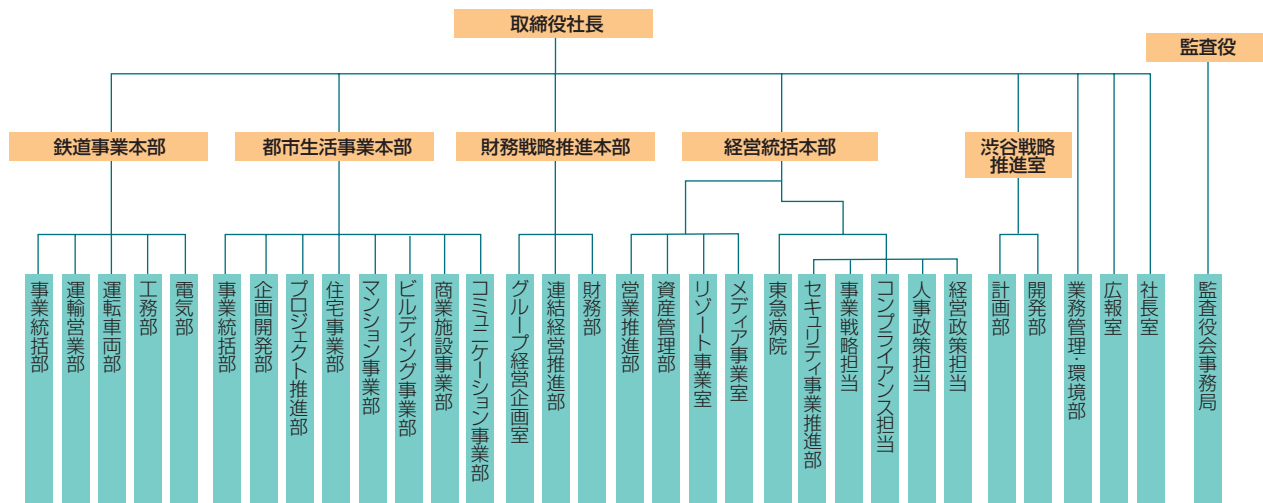 取締役社長
監査役
鉄道事業本部
都市生活事業本部
財務戦略推進本部
経営統括本部
渋谷戦略
推進室
事業統括部
運輸営業部
運転車両部
工務部
電気部
事業統括部
企画開発部
プロジェクト推進部
住宅事業部
マンション事業部
ビルディング事業部
商業施設事業部
コミュニケーション事業部
グループ経営企画室
連結経営推進部
財務部
営業推進部
資産管理部
リゾート事業室
メディア事業室
東急病院
セキュリティ事業推進部
事業戦略担当
コンプライアンス担当
人事政策担当
経営政策担当
計画部
開発部
業務管理・環境部
広報室
社長室
監査役会事務局